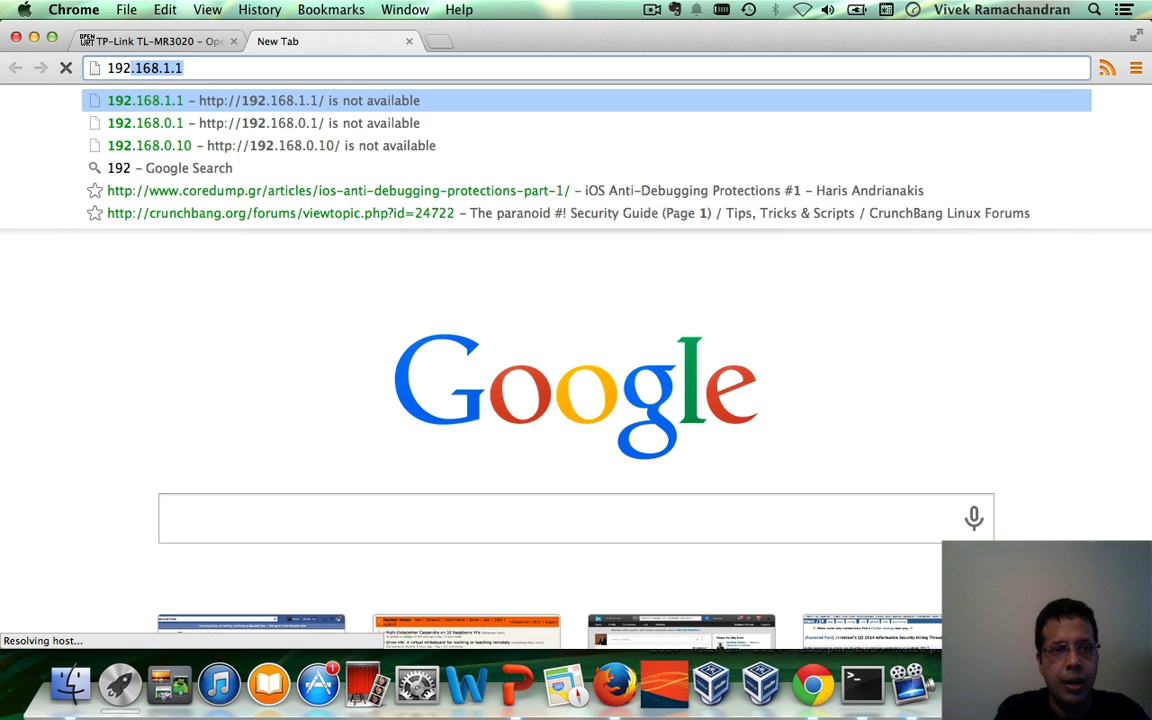 Chrome File Edit View History Bookmarks Window Help Vivek Ramachandran
OPEN WRT TP-Link TL-MR3020 – Ope New Tab
192.168.1.1
192.168.1.1 – http://192.168.1.1/ is not available
192.168.0.1 – http://192.168.0.1/ is not available
192.168.0.10 – http://192.168.0.10/ is not available
192 – Google Search
http://www.coredump.gr/articles/ios-anti-debugging-protections-part-1/ – iOS Anti-Debugging Protections #1 – Haris Andrianakis
http://crunchbang.org/forums/viewtopic.php?id=24722 – The paranoid #! Security Guide (Page 1) / Tips, Tricks & Scripts / CrunchBang Linux Forums
Google
Resolving host...
1